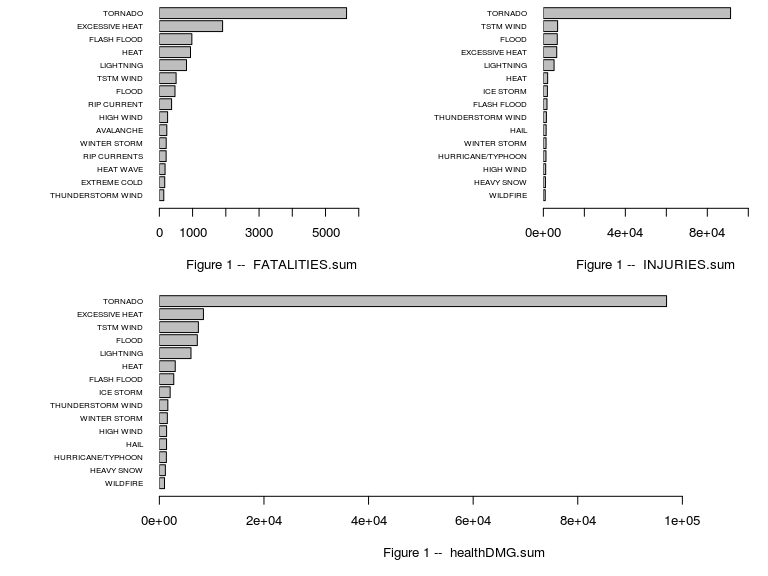 TORNADO
EXCESSIVE HEAT
FLASH FLOOD
HEAT
LIGHTNING
TSTM WIND
FLOOD
RIP CURRENT
HIGH WIND
AVALANCHE
WINTER STORM
RIP CURRENTS
HEAT WAVE
EXTREME COLD
THUNDERSTORM WIND
0 1000 3000 5000
Figure 1 -- FATALITIES.sum
TORNADO
TSTM WIND
FLOOD
EXCESSIVE HEAT
LIGHTNING
HEAT
ICE STORM
FLASH FLOOD
THUNDERSTORM WIND
HAIL
WINTER STORM
HURRICANE/TYPHOON
HIGH WIND
HEAVY SNOW
WILDFIRE
0e+00 4e+04 8e+04
Figure 1 -- INJURIES.sum
TORNADO
EXCESSIVE HEAT
TSTM WIND
FLOOD
LIGHTNING
HEAT
FLASH FLOOD
ICE STORM
THUNDERSTORM WIND
WINTER STORM
HIGH WIND
HAIL
HURRICANE/TYPHOON
HEAVY SNOW
WILDFIRE
0e+00 2e+04 4e+04 6e+04 8e+04 1e+05
Figure 1 -- healthDMG.sum